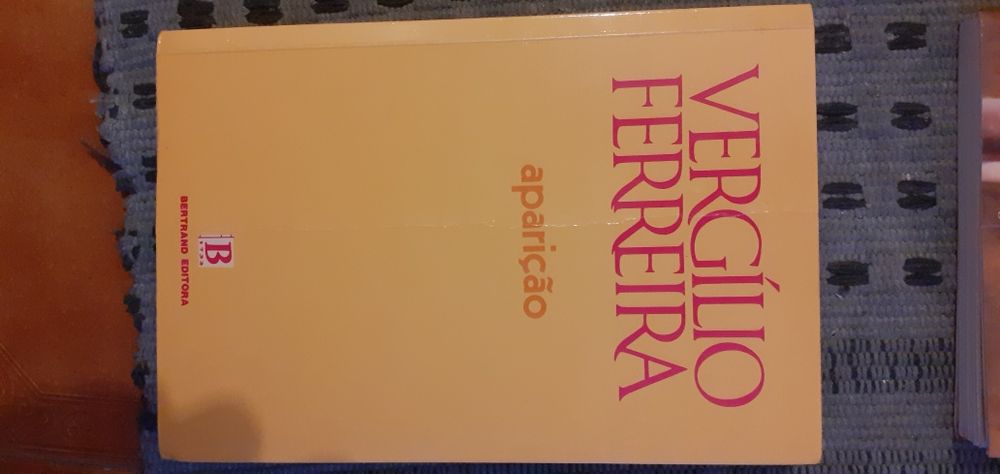 VERGÍLIO
FERREIRA
aparição
B
BERTRAND EDITORA